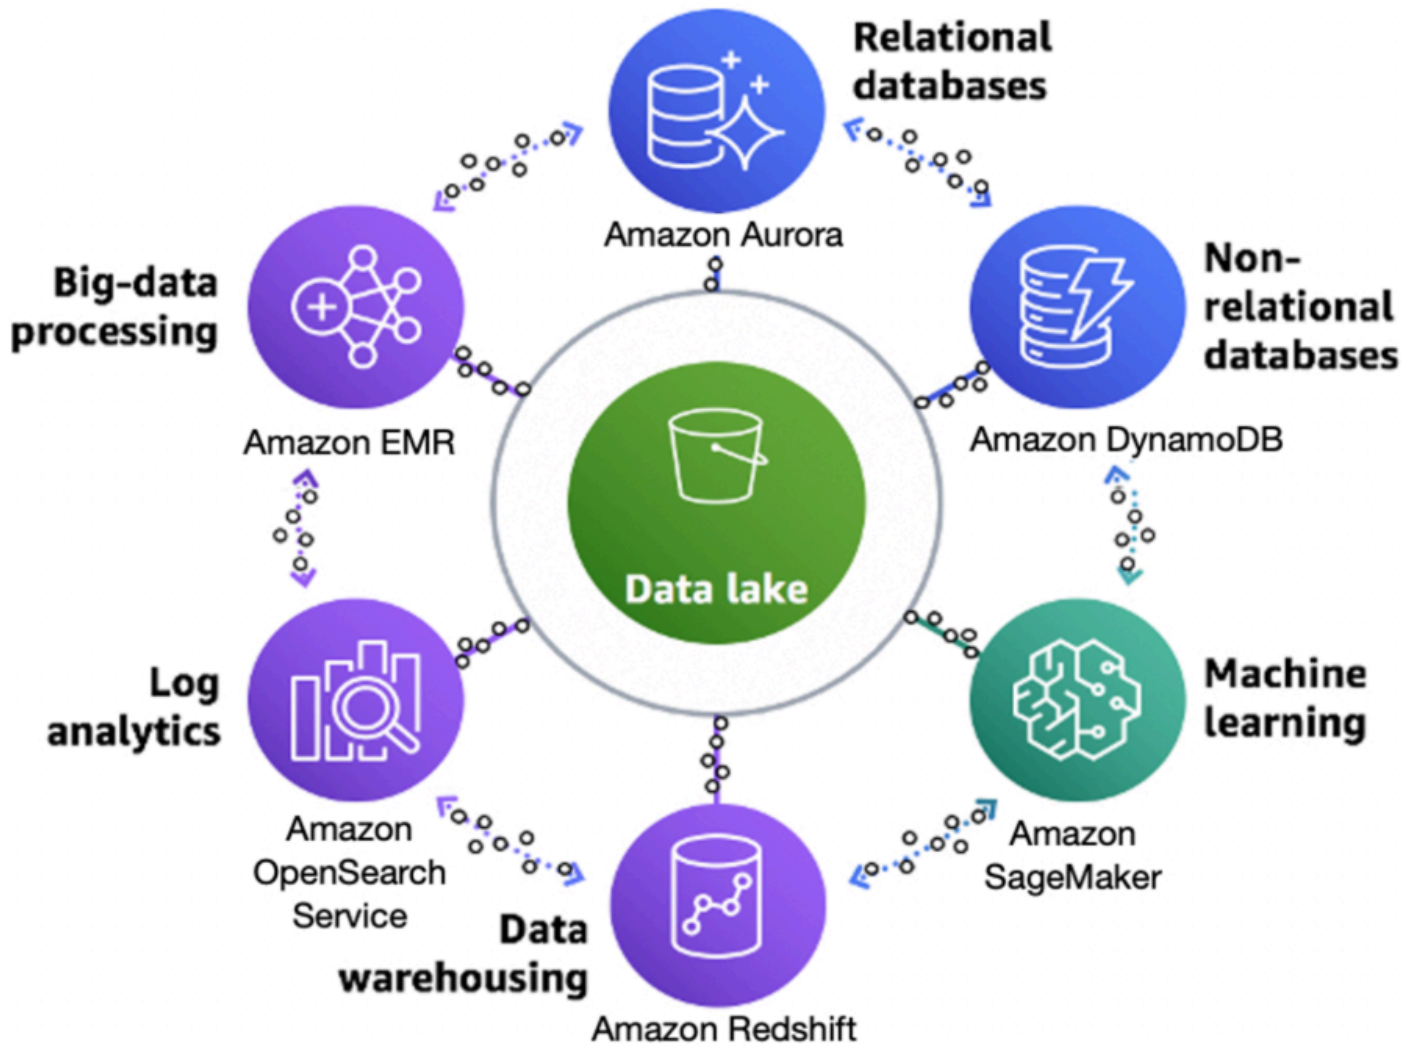 Relational
databases
Amazon Aurora
Non-
relational
databases
Amazon DynamoDB
Machine
learning
Amazon
SageMaker
Data
warehousing
Amazon Redshift
Log
analytics
Amazon
OpenSearch
Service
Big-data
processing
Amazon EMR
Data lake